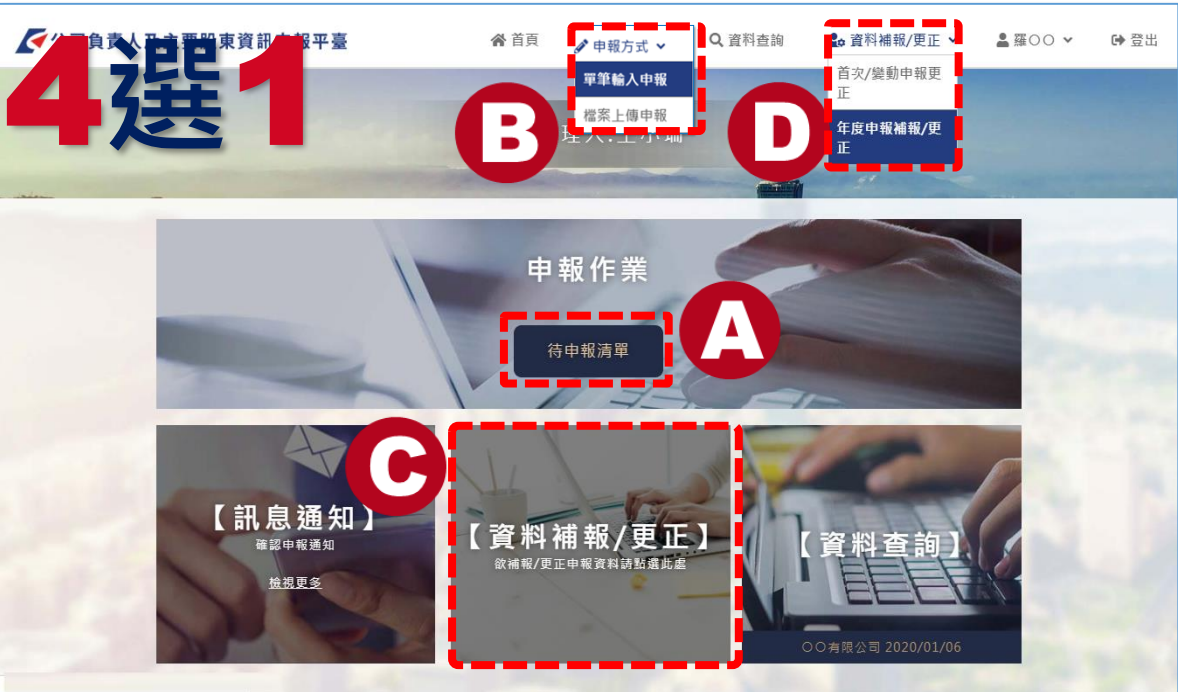 4選1
負責人及主要股東資訊申報平臺
首頁
申報方式
資料查詢
資料補報/更正
羅○○
登出
單筆輸入申報
檔案上傳申報
首次/變動申報更
正
年度申報補報/更
正
B
D
申報作業
待申報清單
A
C
【訊息通知】
確認申報通知
檢視更多
【資料補報/更正】
欲補報/更正申報資料請點選此處
【資料查詢】
○○有限公司 2020/01/06